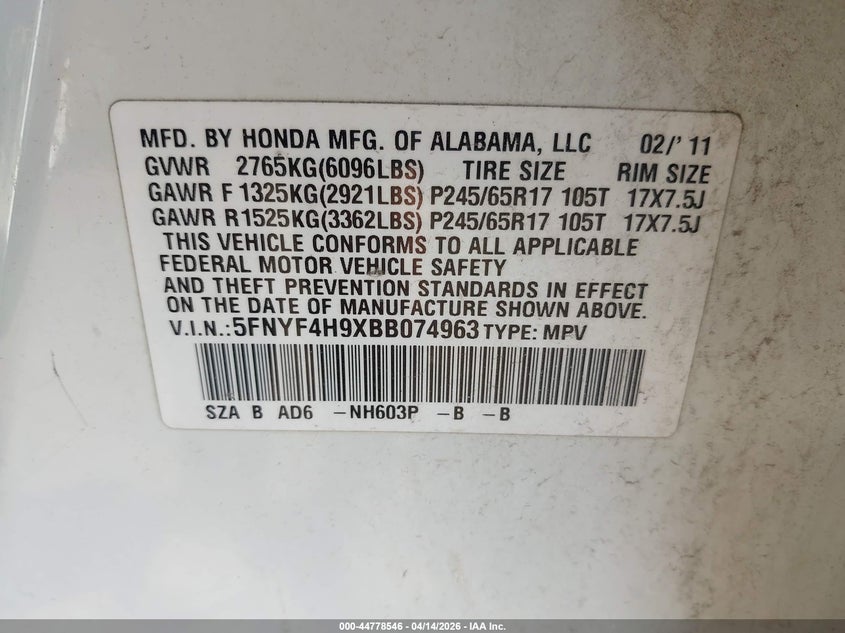 MFD. BY HONDA MFG. OF ALABAMA, LLC 02/' 11
GVWR 2765KG(6096LBS) TIRE SIZE RIM SIZE
GAWR F 1325KG(2921LBS) P245/65R17 105T 17X7.5J
GAWR R1525KG(3362LBS) P245/65R17 105T 17X7.5J
THIS VEHICLE CONFORMS TO ALL APPLICABLE
FEDERAL MOTOR VEHICLE SAFETY
AND THEFT PREVENTION STANDARDS IN EFFECT
ON THE DATE OF MANUFACTURE SHOWN ABOVE.
V.I.N.:5FNYF4H9XBB074963 TYPE: MPV
SZA B AD6 -NH603P -B -B
000-44778546 - 04/14/2026 - IAA Inc.